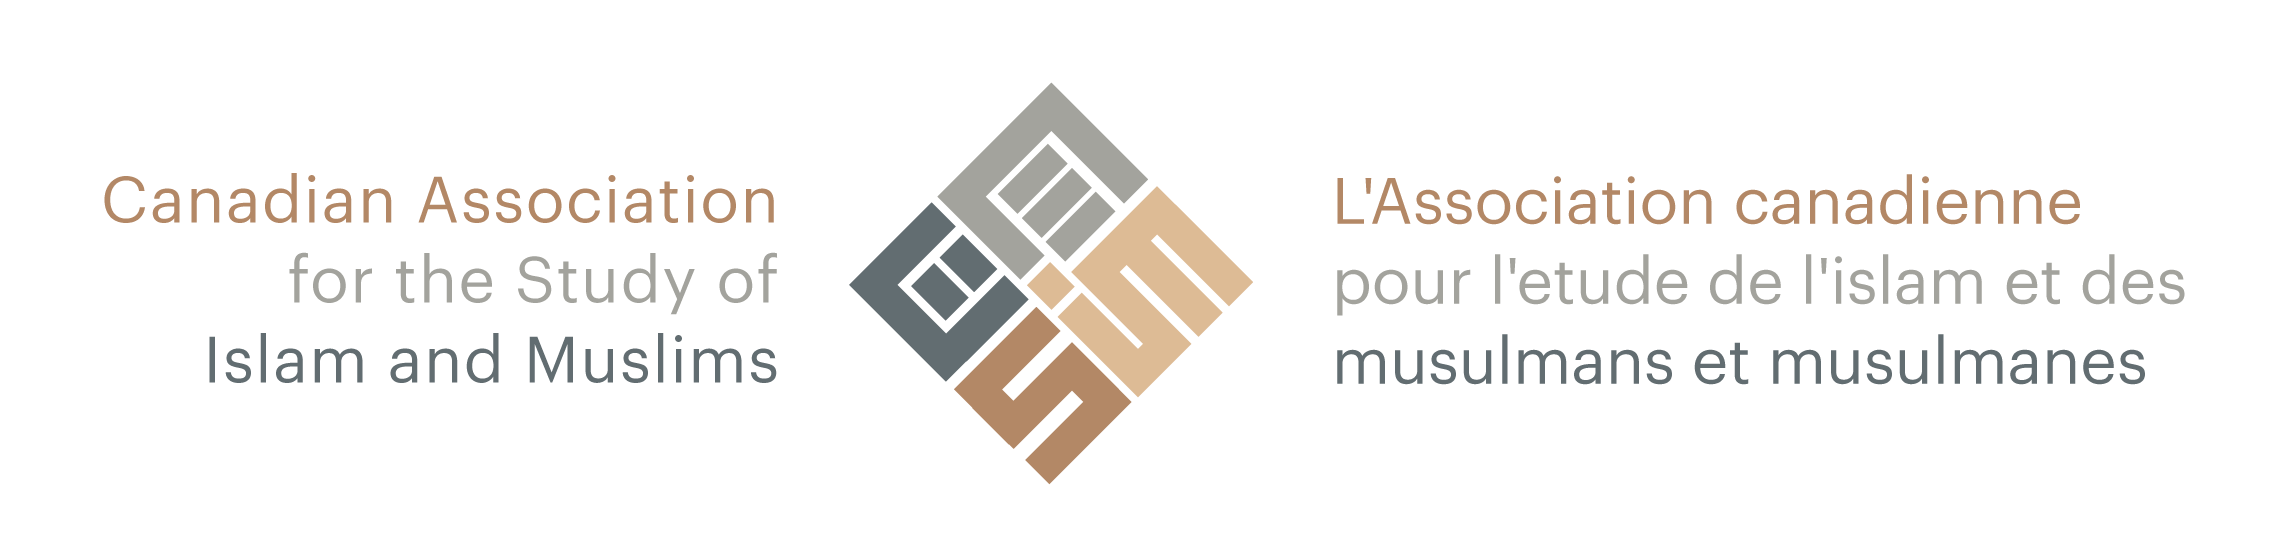 Canadian Association
for the Study of
Islam and Muslims
L'Association canadienne
pour l'etude de l'islam et des
musulmans et musulmanes